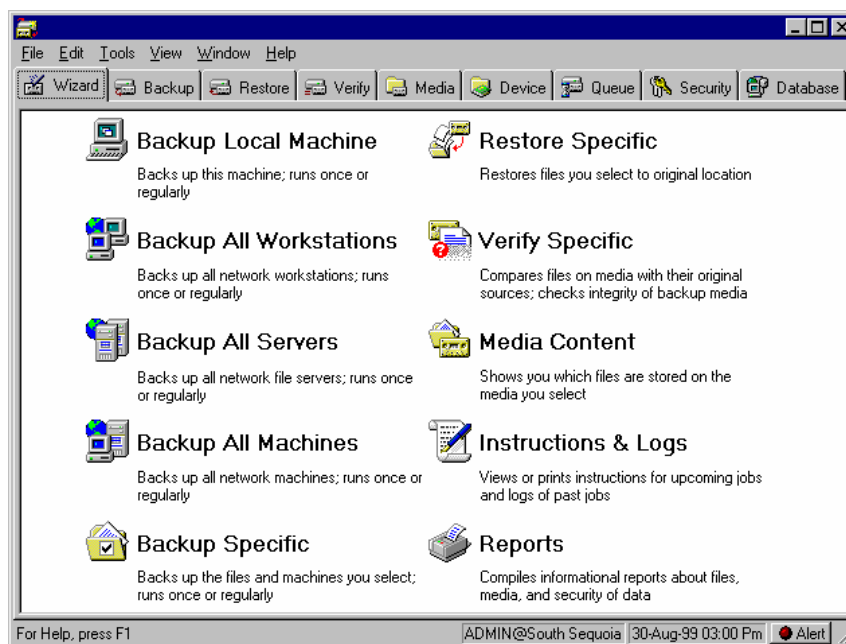 File Edit Tools View Window Help
Wizard Backup Restore Verify Media Device Queue Security Database
Backup Local Machine
Backs up this machine; runs once or
regularly
Backup All Workstations
Backs up all network workstations; runs
once or regularly
Backup All Servers
Backs up all network file servers; runs once
or regularly
Backup All Machines
Backs up all network machines; runs once or
regularly
Backup Specific
Backs up the files and machines you select;
runs once or regularly
Restore Specific
Restores files you select to original location
Verify Specific
Compares files on media with their original
sources; checks integrity of backup media
Media Content
Shows you which files are stored on the
media you select
Instructions & Logs
Views or prints instructions for upcoming jobs
and logs of past jobs
Reports
Compiles informational reports about files,
media, and security of data
For Help, press F1 ADMIN@South Sequoia 30-Aug-99 03:00 Pm Alert